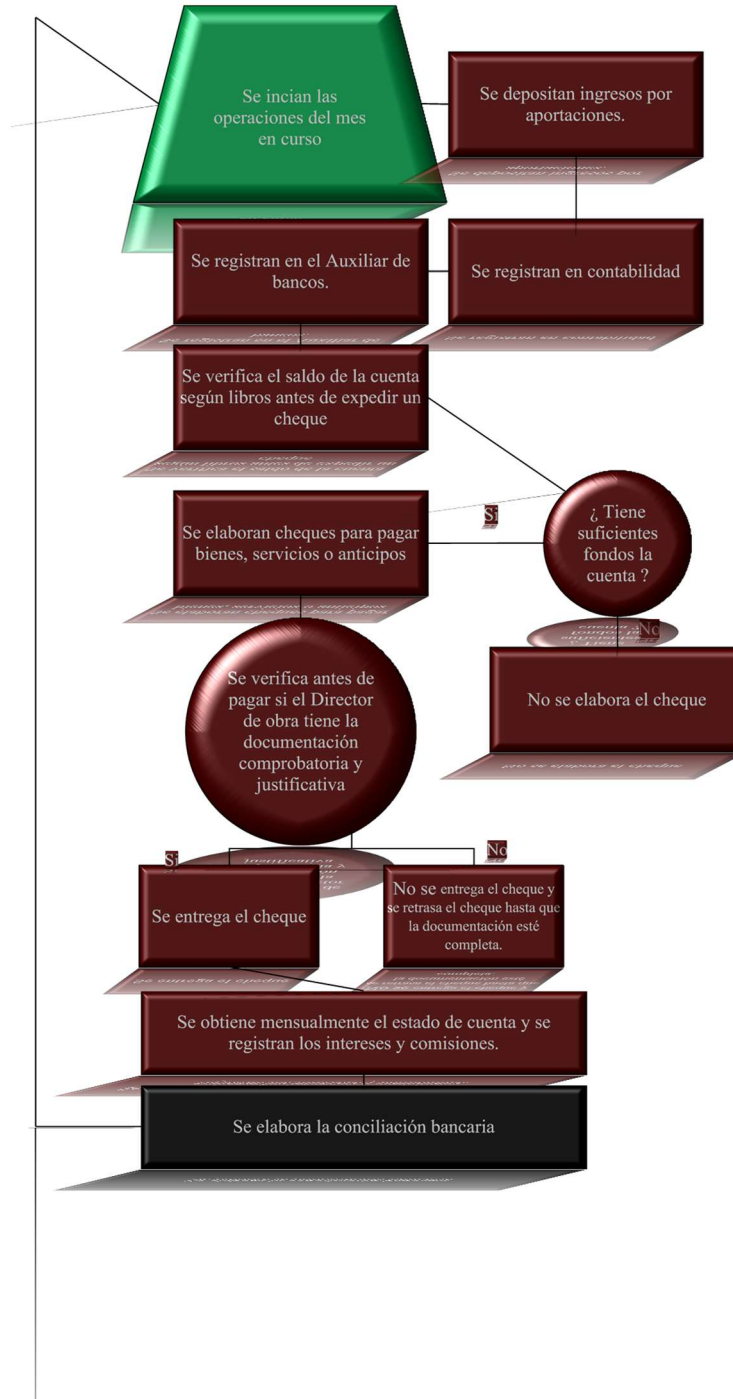 Se incian las
operaciones del mes
en curso
Se depositan ingresos por
aportaciones.
Se registran en contabilidad
Se registran en el Auxiliar de
bancos.
Se verifica el saldo de la cuenta
según libros antes de expedir un
cheque
¿ Tiene
suficientes
fondos la
cuenta ?
Si
Se elaboran cheques para pagar
bienes, servicios o anticipos
No
No se elabora el cheque
Se verifica antes de
pagar si el Director
de obra tiene la
documentación
comprobatoria y
justificativa
Si
No
Se entrega el cheque
No se entrega el cheque y
se retrasa el cheque hasta que
la documentación esté
completa.
Se obtiene mensualmente el estado de cuenta y se
registran los intereses y comisiones.
Se elabora la conciliación bancaria